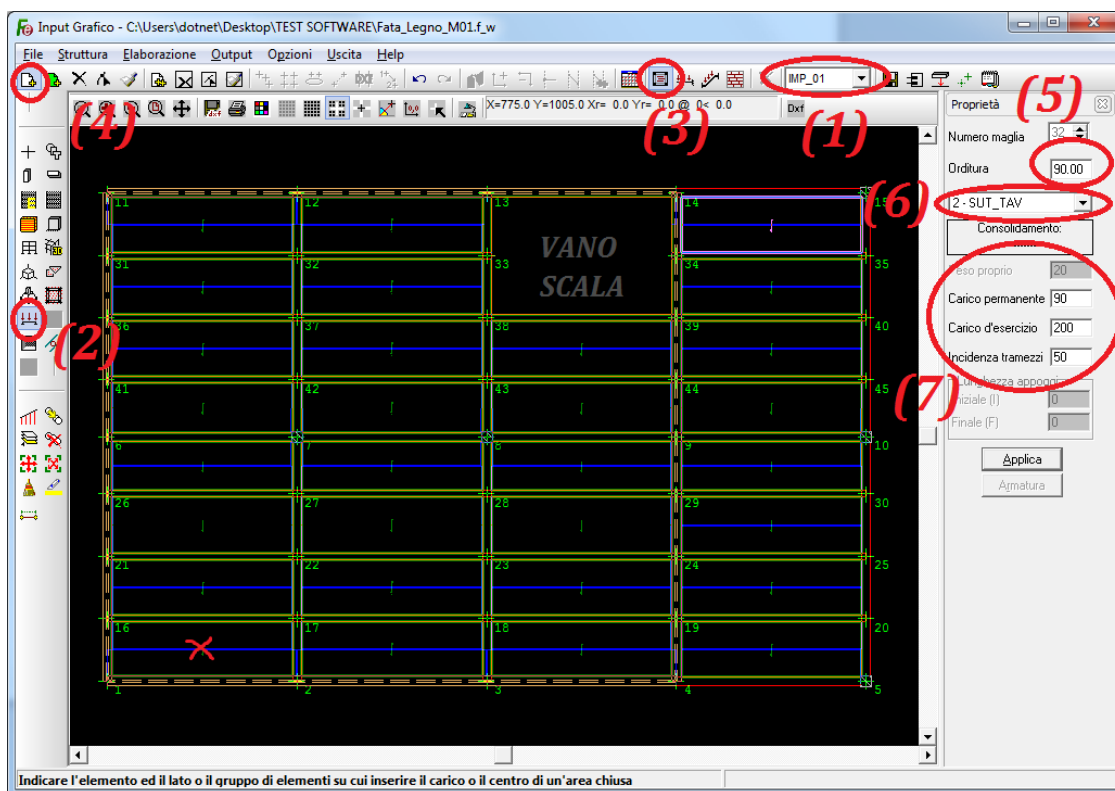 Input Grafico - C:\Users\dotnet\Desktop\TEST SOFTWARE\Fata_Legno_M01.f_w
File Struttura Elaborazione Output Opzioni Uscita Help
IMP_01
X=775.0 Y=1005.0 Xr= 0.0 Yr= 0.0 @ 0< 0.0
Dxf
(4)
(3)
(1)
Proprietà
(5)
Numero maglia 32
Orditura 90.00
(6)
2 - SUT_TAV
Consolidamento:
Peso proprio 20
Carico permanente 90
Carico d'esercizio 200
Incidenza tramezzi 50
(7)
Lunghezza appoggi
Iniziale (I) 0
Finale (F) 0
Applica
Armatura
(2)
11 12 13 14 15
VANO
SCALA
31 32 33 34 35
36 37 38 39 40
41 42 43 44 45
6 7 8 9 10
26 27 28 29 30
21 22 23 24 25
16 17 18 19 20
1 2 3 4 5
Indicare l'elemento ed il lato o il gruppo di elementi su cui inserire il carico o il centro di un'area chiusa